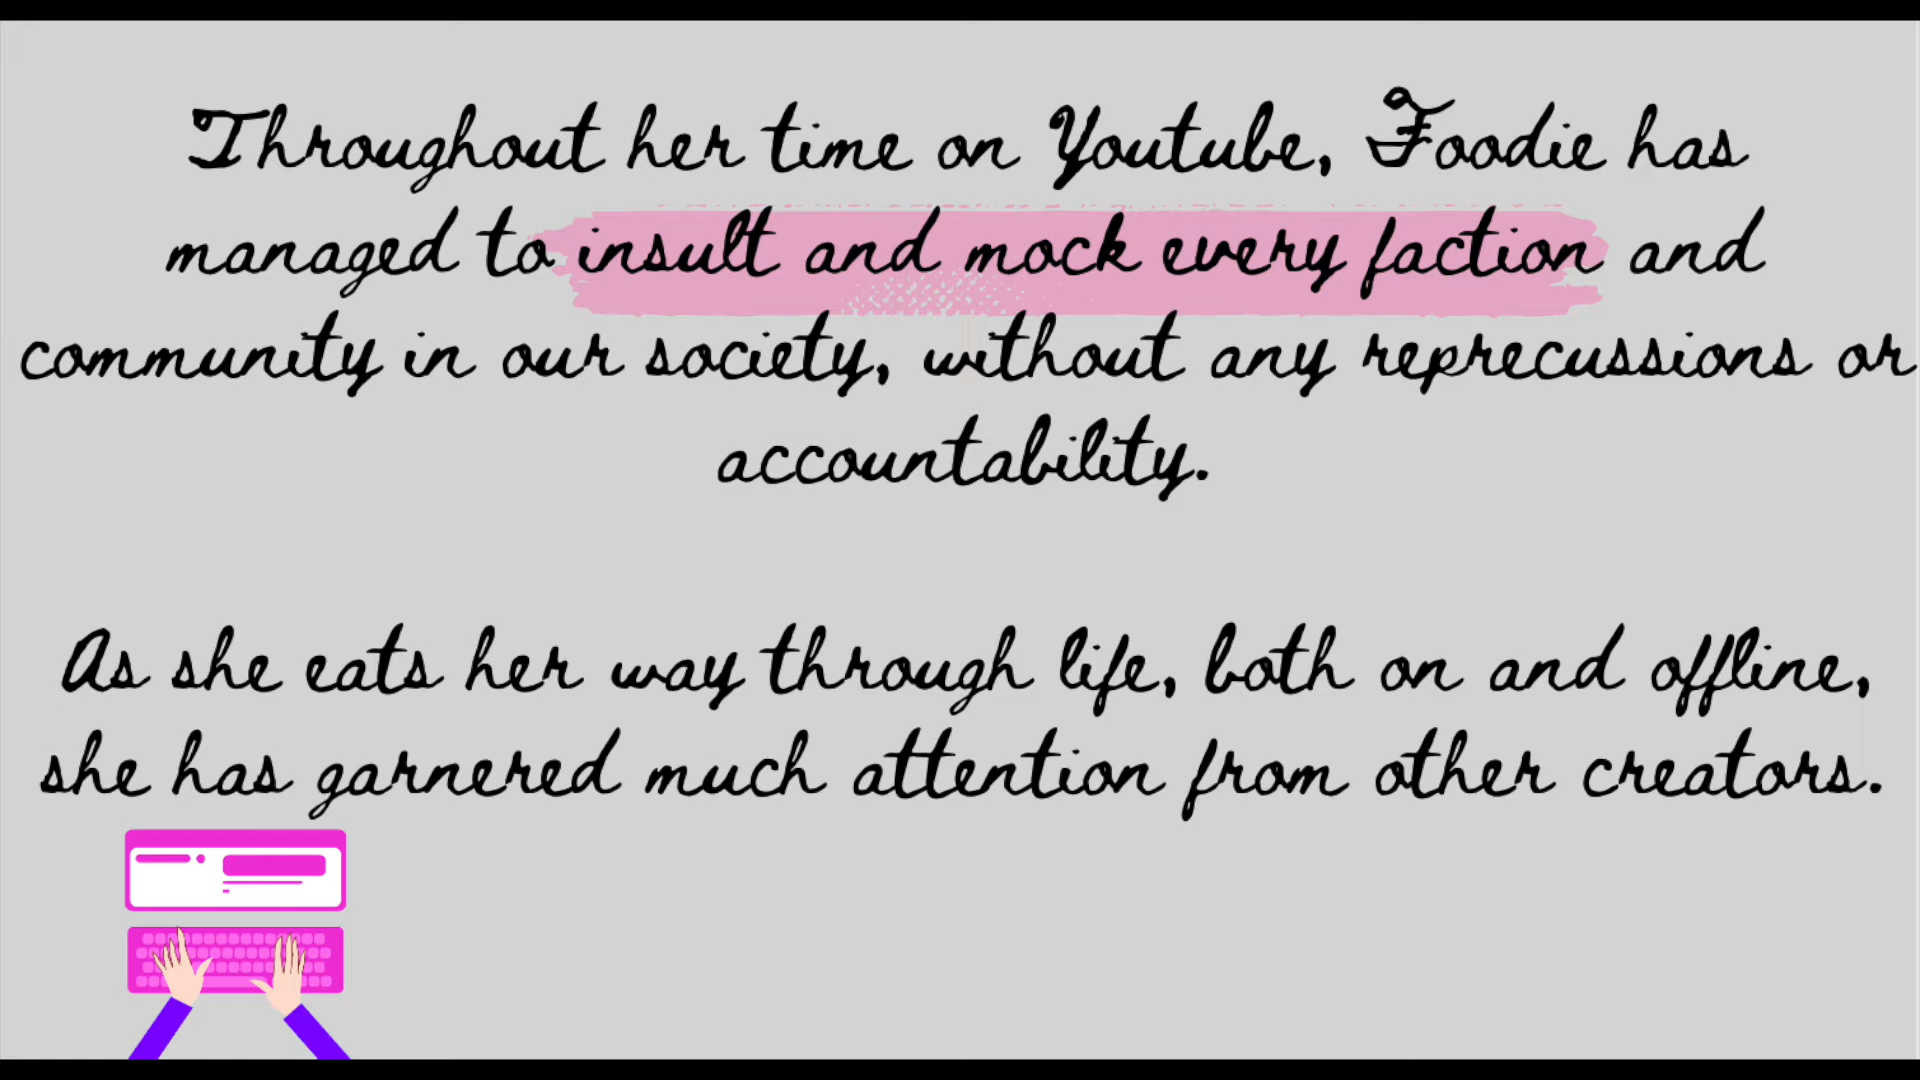 Throughout her time on Youtube, Foodie has
managed to insult and mock every faction and
community in our society, without any reprecussions or
accountability.
As she eats her way through life, both on and offline,
she has garnered much attention from other creators.